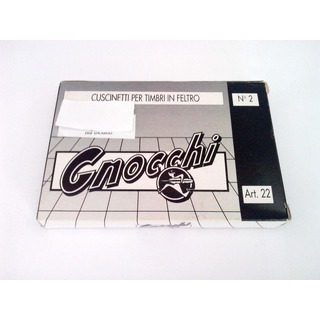 CUSCINETTI PER TIMBRI IN FELTRO
N° 2
Gnocchi
Art. 22